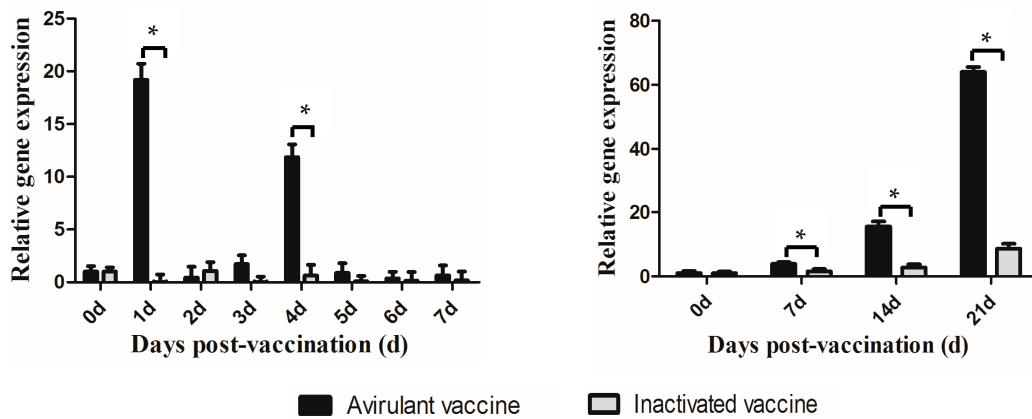 Relative gene expression
25
20
15
10
5
0
*
*
0d
1d
2d
3d
4d
5d
6d
7d
Days post-vaccination (d)
Relative gene expression
80
60
40
20
0
*
*
*
0d
7d
14d
21d
Days post-vaccination (d)
Avirulant vaccine
Inactivated vaccine